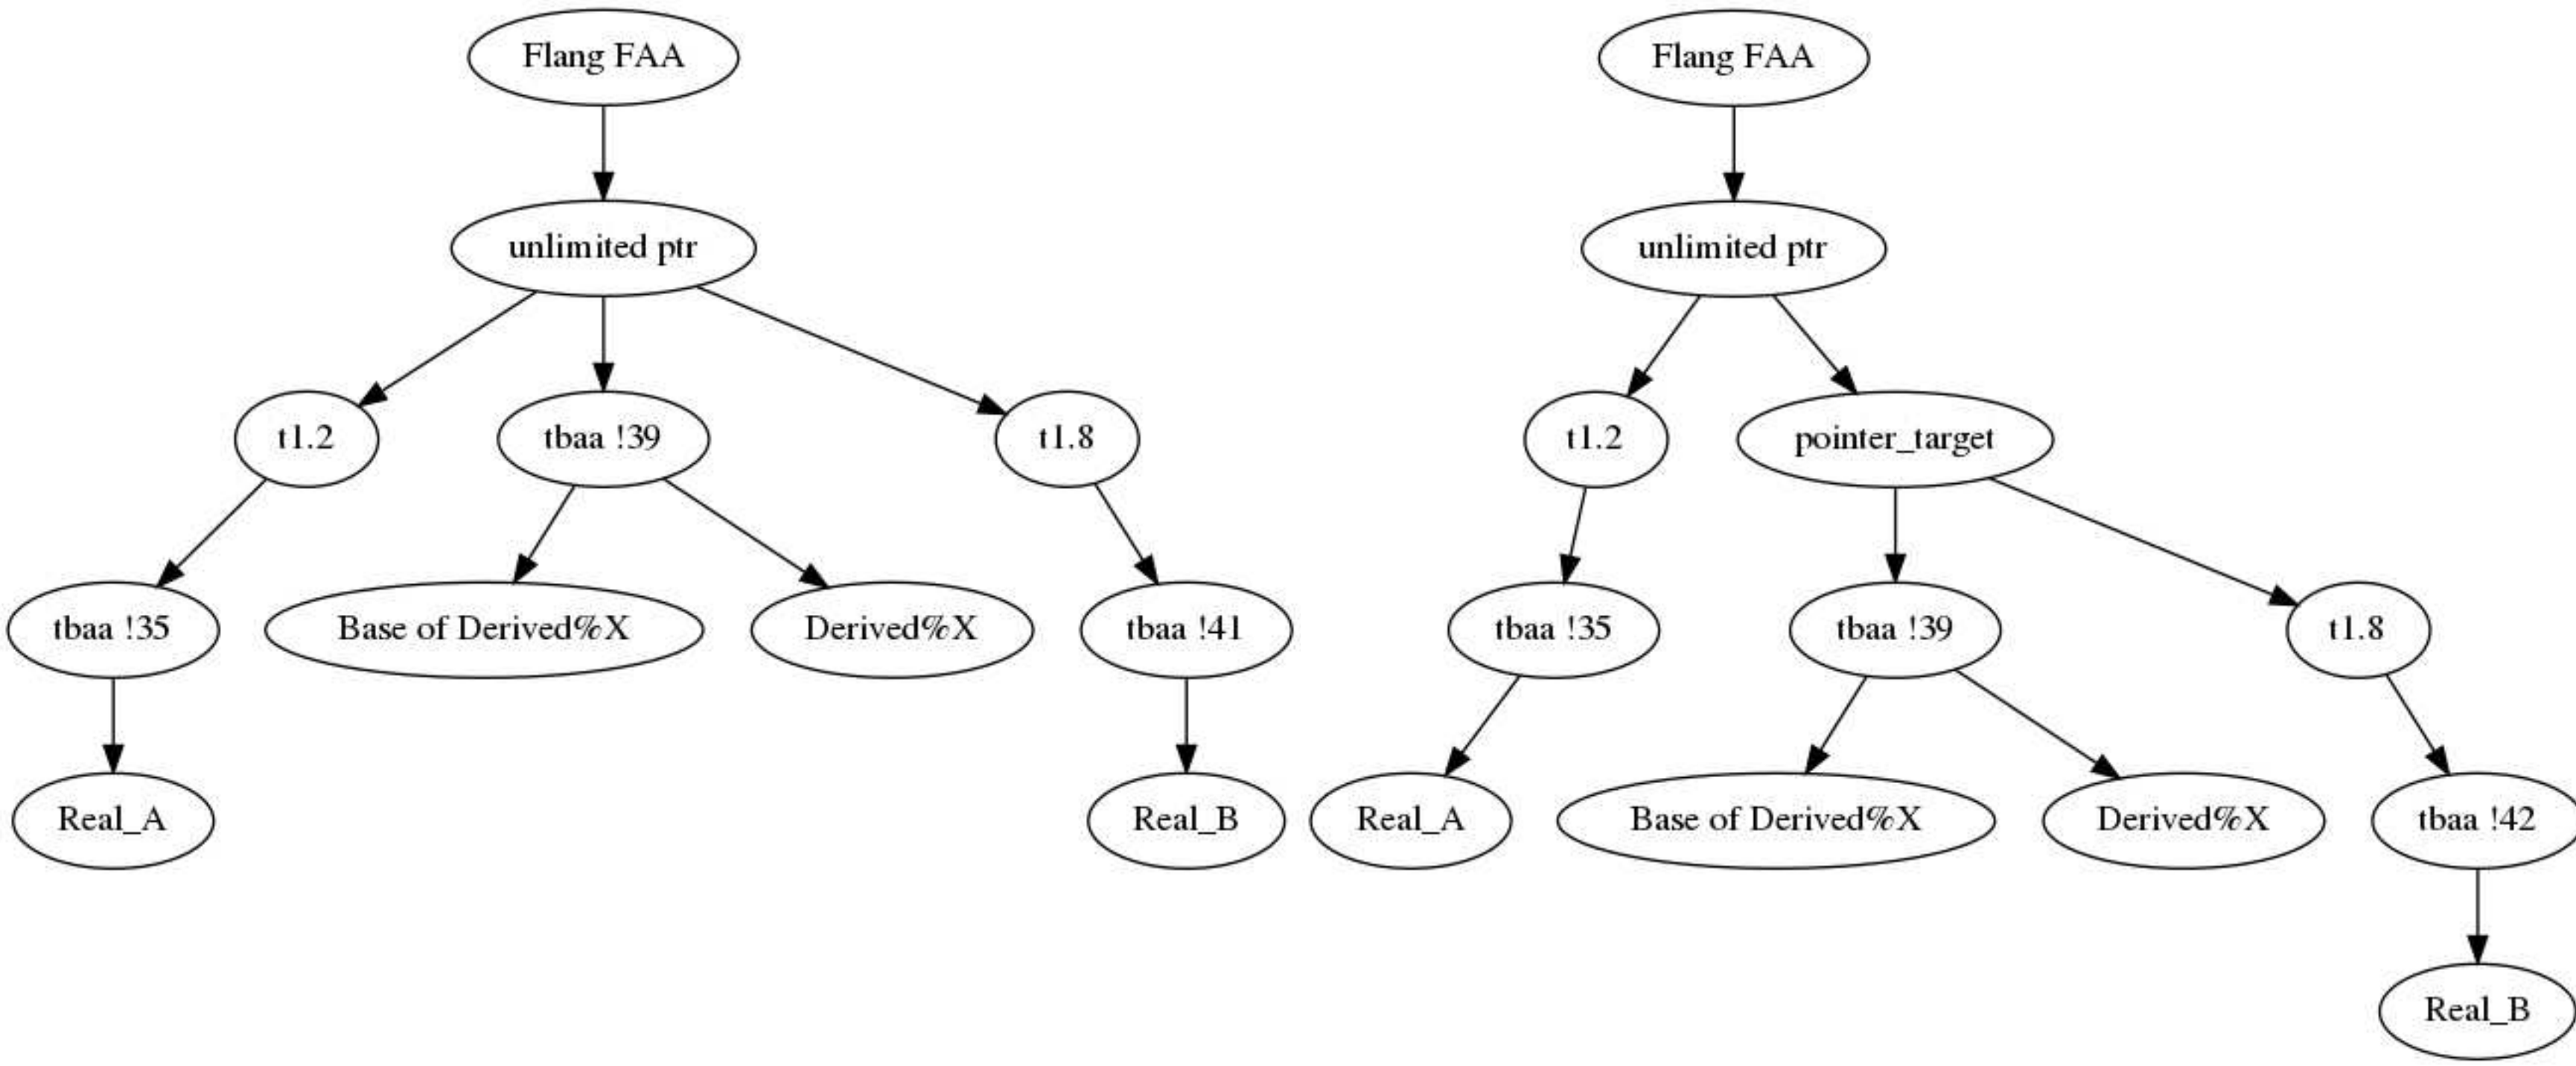 Flang FAA
unlimited ptr
t1.2
tbaa !39
t1.8
tbaa !35
Base of Derived%X
Derived%X
tbaa !41
Real_A
Real_B
Flang FAA
unlimited ptr
t1.2
pointer_target
tbaa !35
tbaa !39
t1.8
Real_A
Base of Derived%X
Derived%X
tbaa !42
Real_B